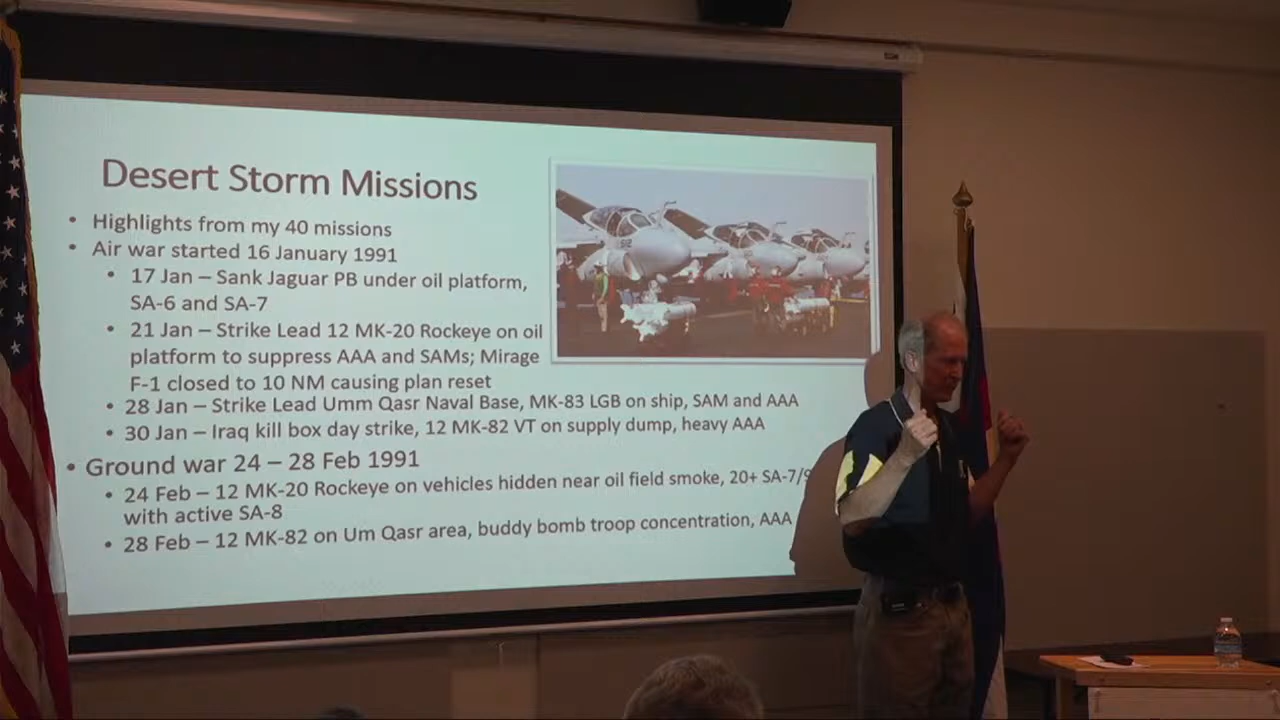 Desert Storm Missions
• Highlights from my 40 missions
• Air war started 16 January 1991
• 17 Jan – Sank Jaguar PB under oil platform,
SA-6 and SA-7
• 21 Jan – Strike Lead 12 MK-20 Rockeye on oil
platform to suppress AAA and SAMs; Mirage
F-1 closed to 10 NM causing plan reset
• 28 Jan – Strike Lead Umm Qasr Naval Base, MK-83 LGB on ship, SAM and AAA
• 30 Jan – Iraq kill box day strike, 12 MK-82 VT on supply dump, heavy AAA
• Ground war 24 – 28 Feb 1991
• 24 Feb – 12 MK-20 Rockeye on vehicles hidden near oil field smoke, 20+ SA-7/9
with active SA-8
• 28 Feb – 12 MK-82 on Um Qasr area, buddy bomb troop concentration, AAA
512